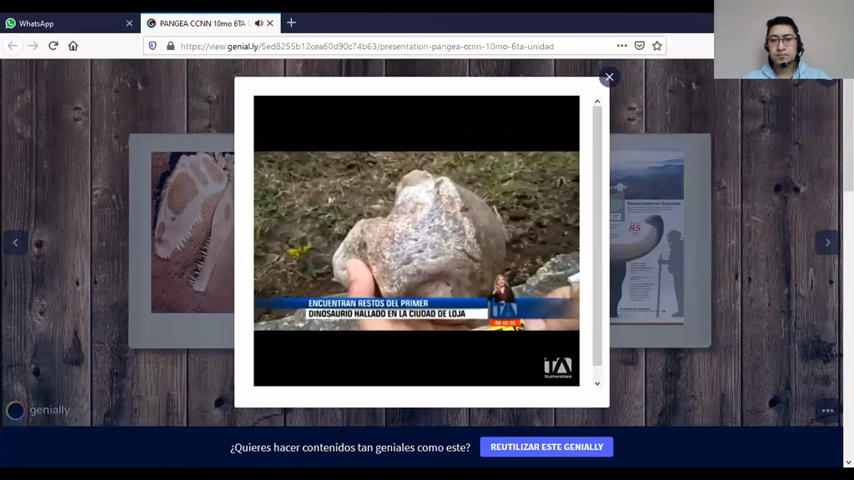 WhatsApp
PANGEA CCNN 10mo 6TA
https://view.genial.ly/5ed8255b12cea60d90c74b63/presentation-pangea-ccnn-10mo-6ta-unidad
85
ENCUENTRAN RESTOS DEL PRIMER
DINOSAURIO HALLADO EN LA CIUDAD DE LOJA
TA
TA
genially
¿Quieres hacer contenidos tan geniales como este?
REUTILIZAR ESTE GENIALLY